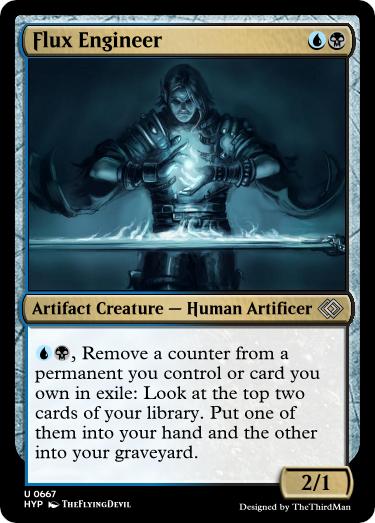 Flux Engineer
Artifact Creature — Human Artificer
, Remove a counter from a
permanent you control or card you
own in exile: Look at the top two
cards of your library. Put one of
them into your hand and the other
into your graveyard.
2/1
U 0667
HYP TheFlyingDevil
Designed by TheThirdMan